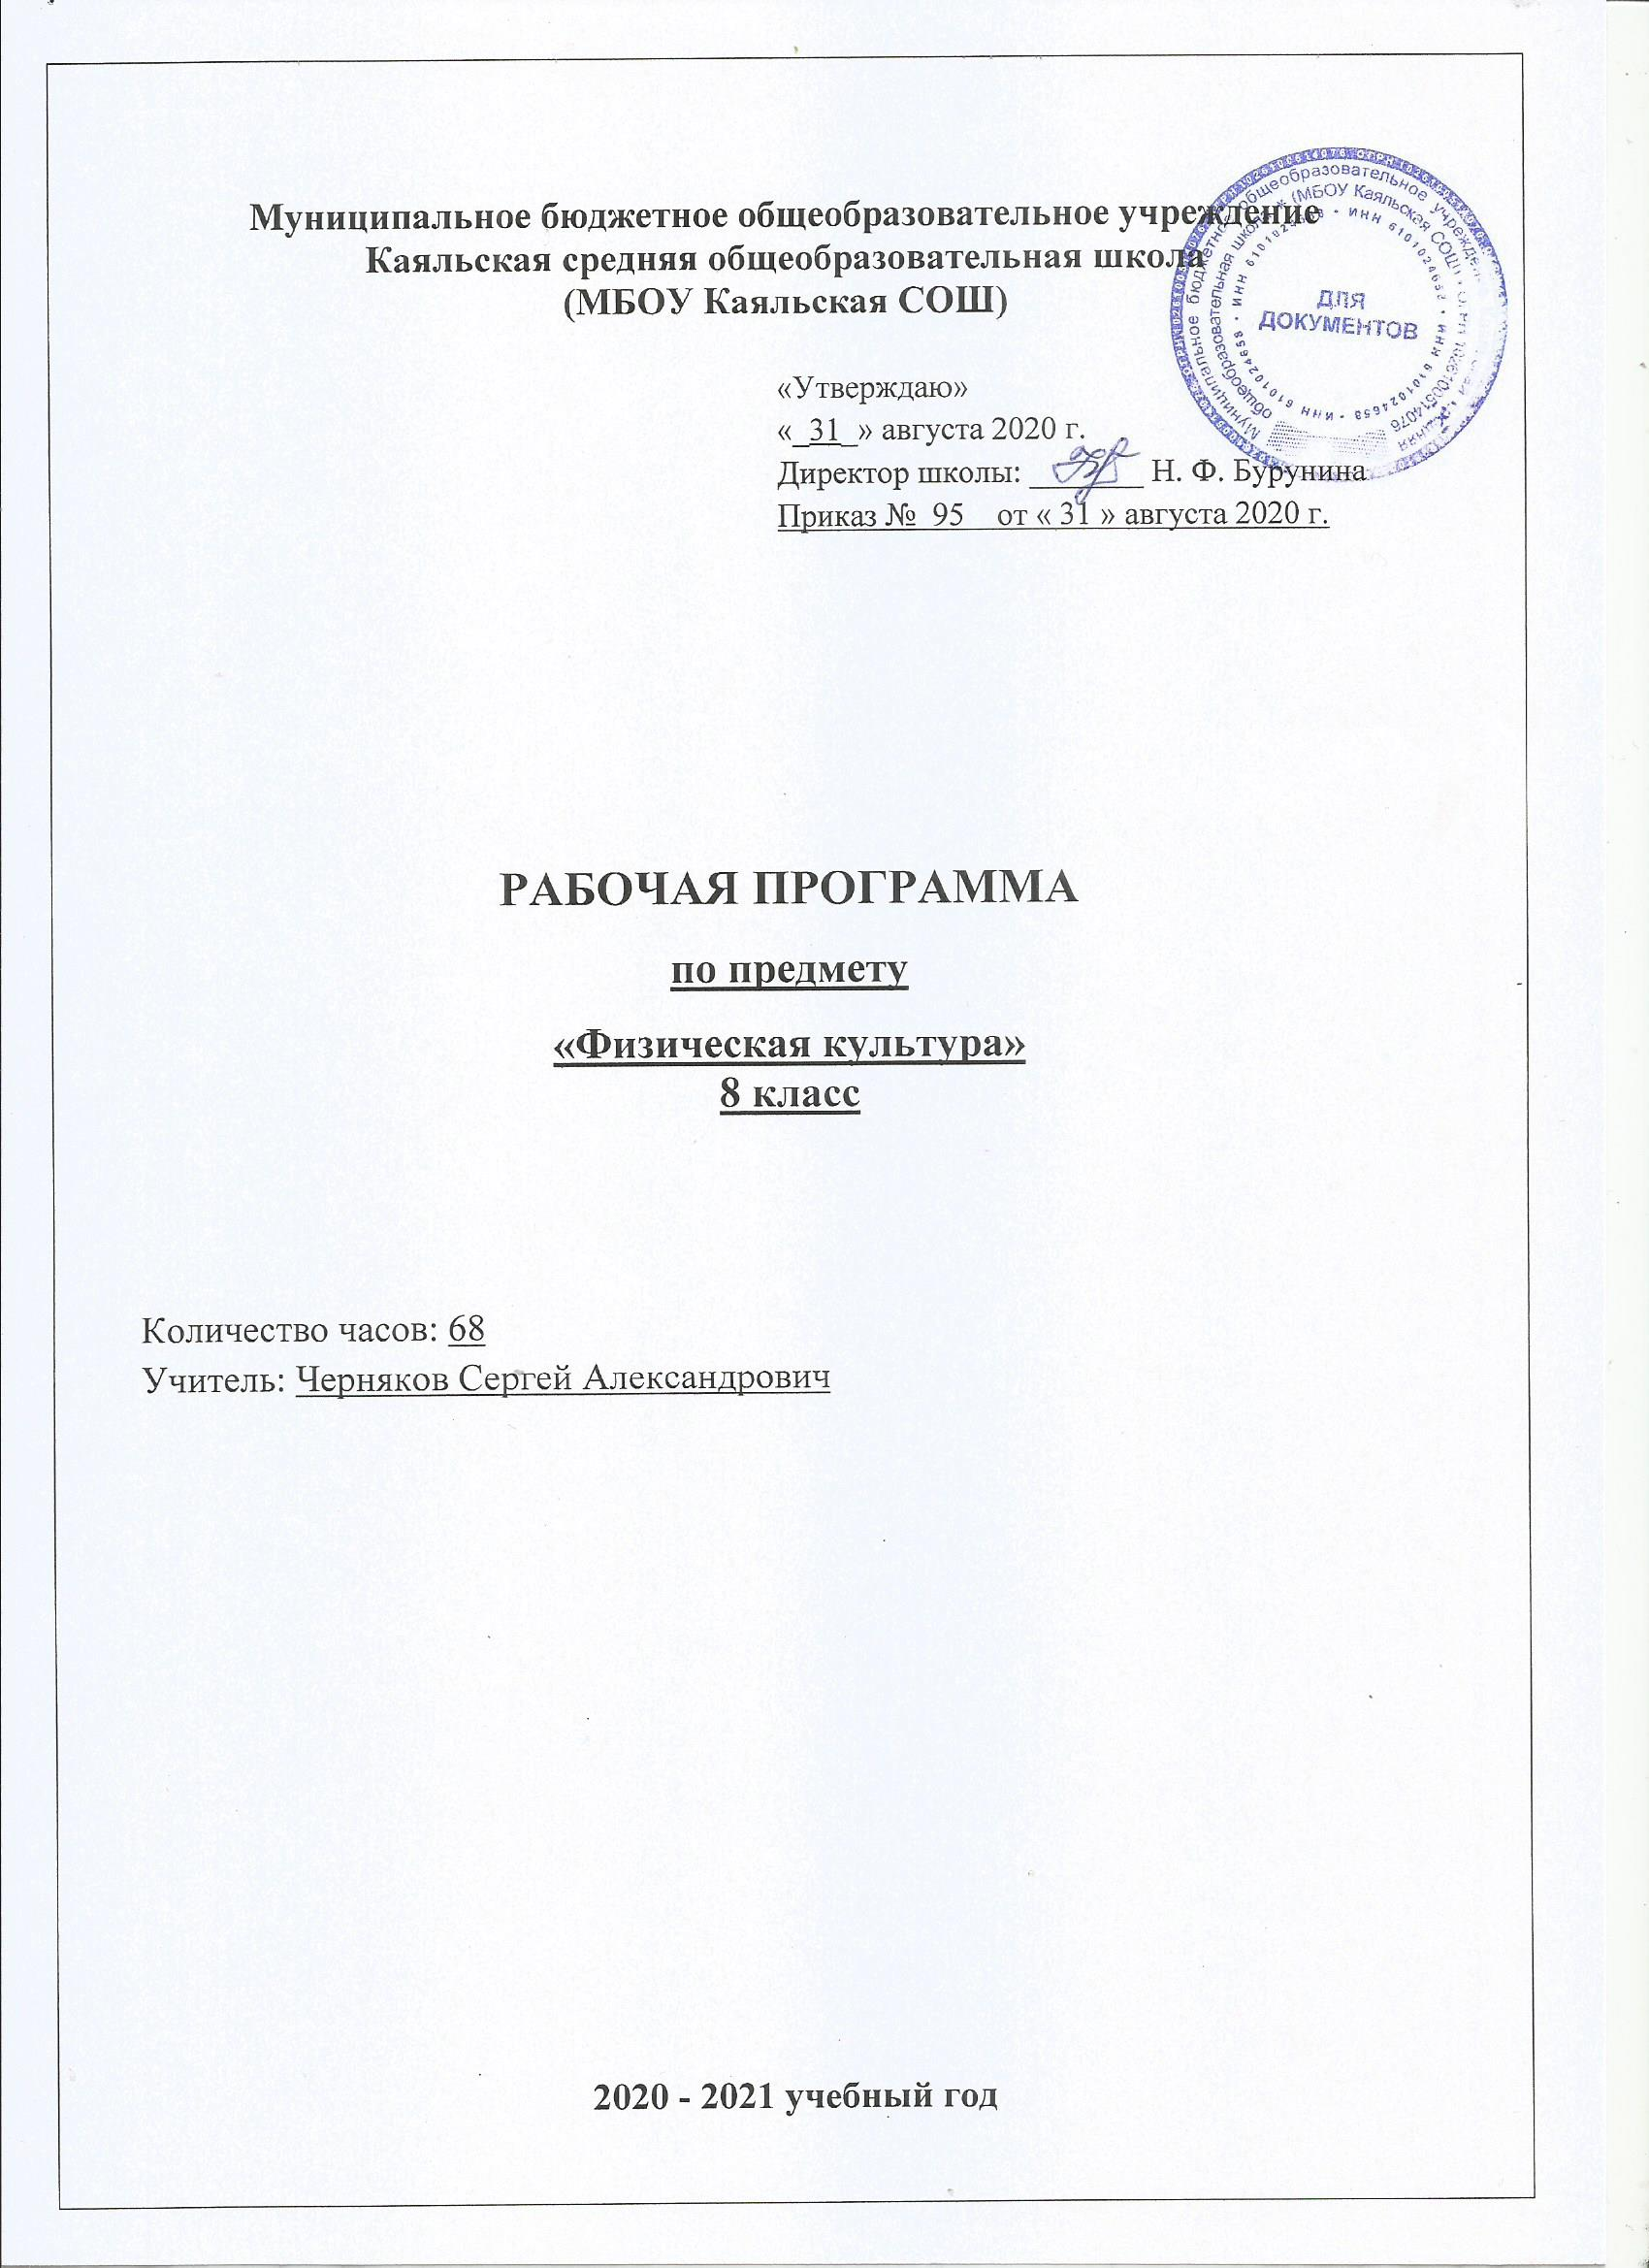 Муниципальное бюджетное общеобразовательное учреждение
Каяльская средняя общеобразовательная школа
(МБОУ Каяльская СОШ)
«Утверждаю»
«_31_» августа 2020 г.
Директор школы: _______ Н. Ф. Бурунина
Приказ № 95 от « 31 » августа 2020 г.
ДЛЯ
ДОКУМЕНТОВ
РАБОЧАЯ ПРОГРАММА
по предмету
«Физическая культура»
8 класс
Количество часов: 68
Учитель: Черняков Сергей Александрович
2020 - 2021 учебный год